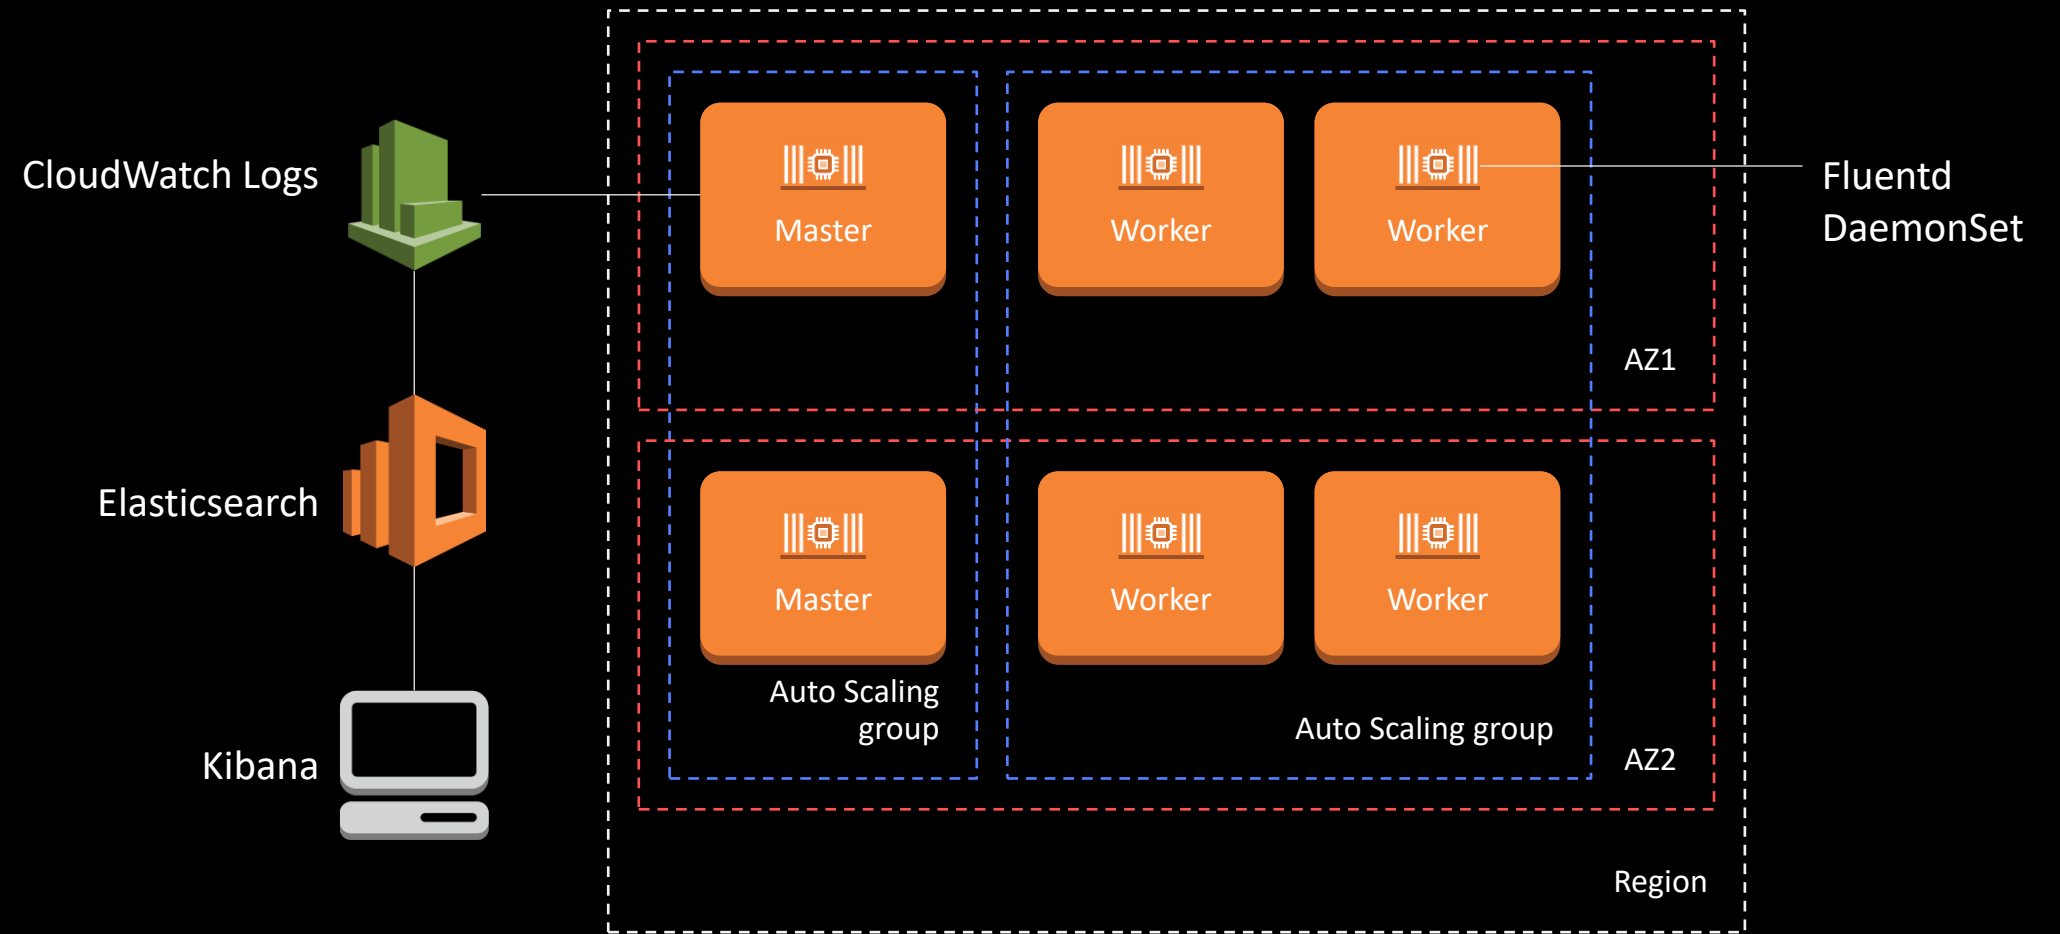 CloudWatch Logs
Elasticsearch
Kibana
Master
Worker
Worker
AZ1
Master
Worker
Worker
Auto Scaling
group
Auto Scaling group
AZ2
Region
Fluentd
DaemonSet